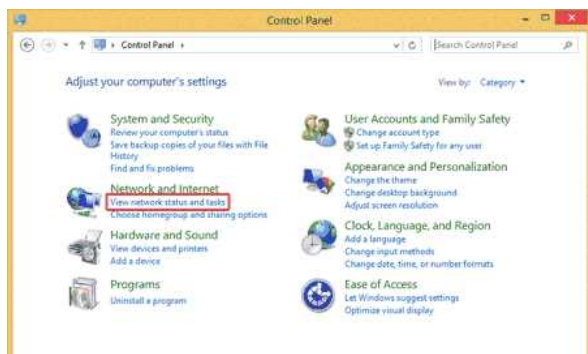 Control Panel
Control Panel
Search Control Panel
Adjust your computer's settings
View by: Category
System and Security
Review your computer's status
Save backup copies of your files with File
History
Find and fix problems
Network and Internet
View network status and tasks
Choose homegroup and sharing options
Hardware and Sound
View devices and printers
Add a device
Programs
Uninstall a program
User Accounts and Family Safety
Change account type
Set up Family Safety for any user
Appearance and Personalization
Change the theme
Change desktop background
Adjust screen resolution
Clock, Language, and Region
Add a language
Change input methods
Change date, time, or number formats
Ease of Access
Let Windows suggest settings
Optimize visual display